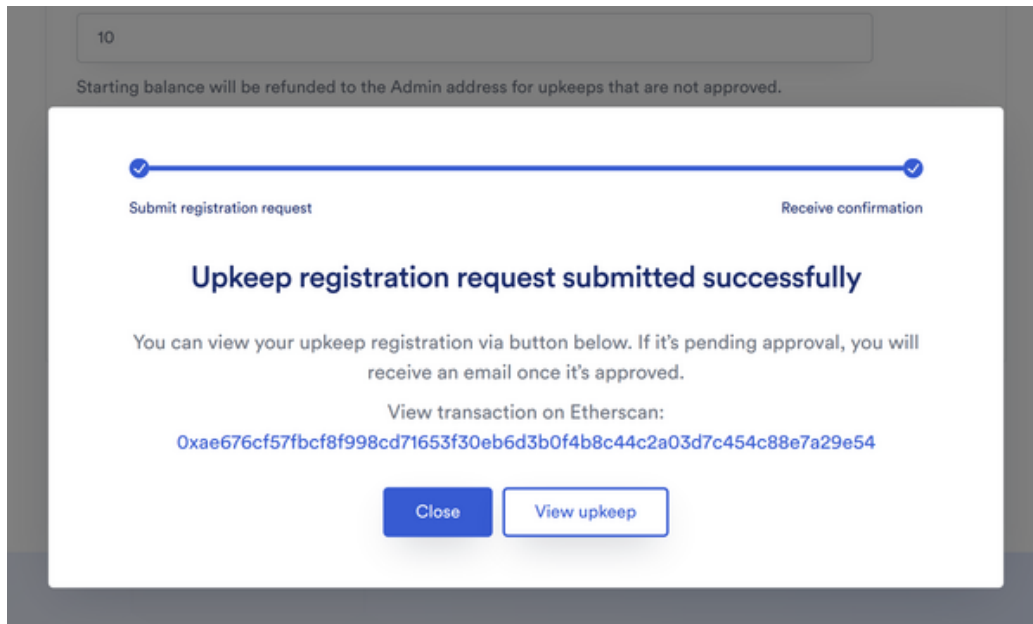 10
Starting balance will be refunded to the Admin address for upkeeps that are not approved.
Submit registration request
Receive confirmation
Upkeep registration request submitted successfully
You can view your upkeep registration via button below. If it's pending approval, you will
receive an email once it's approved.
View transaction on Etherscan:
0xae676cf57fbcf8f998cd71653f30eb6d3b0f4b8c44c2a03d7c454c88e7a29e54
Close
View upkeep